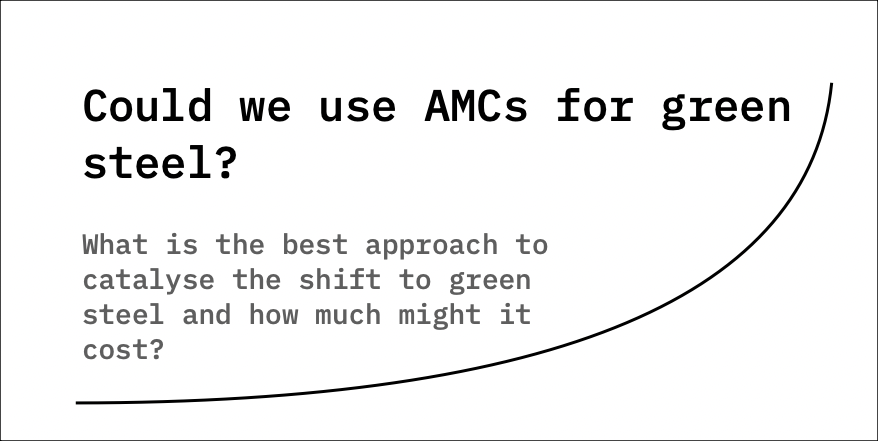 Could we use AMCs for green
steel?
What is the best approach to
catalyse the shift to green
steel and how much might it
cost?